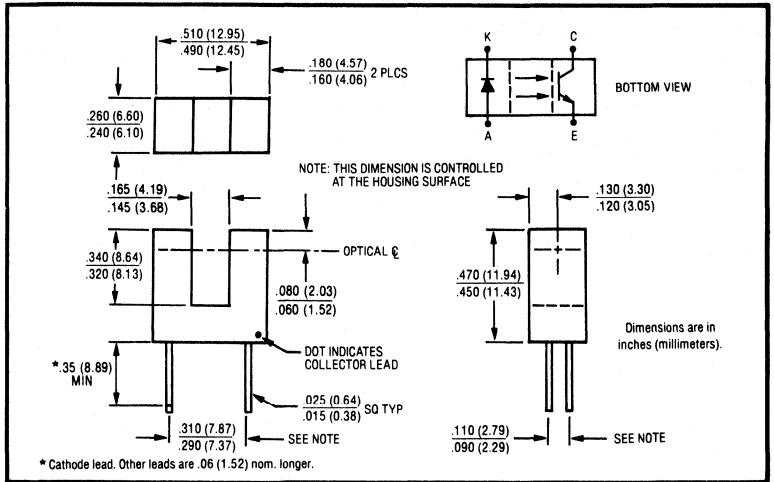 .510 (12.95)
.490 (12.45)
.180 (4.57)
.160 (4.06)
2 PLCS
K
C
BOTTOM VIEW
A
E
.260 (6.60)
.240 (6.10)
NOTE: THIS DIMENSION IS CONTROLLED
AT THE HOUSING SURFACE
.165 (4.19)
.145 (3.68)
.130 (3.30)
.120 (3.05)
OPTICAL ℄
.340 (8.64)
.320 (8.13)
.080 (2.03)
.060 (1.52)
.470 (11.94)
.450 (11.43)
Dimensions are in
inches (millimeters).
DOT INDICATES
COLLECTOR LEAD
*.35 (8.89)
MIN
.025 (0.64)
.015 (0.38)
SQ TYP
.310 (7.87)
.290 (7.37)
SEE NOTE
.110 (2.79)
.090 (2.29)
SEE NOTE
* Cathode lead. Other leads are .06 (1.52) nom. longer.